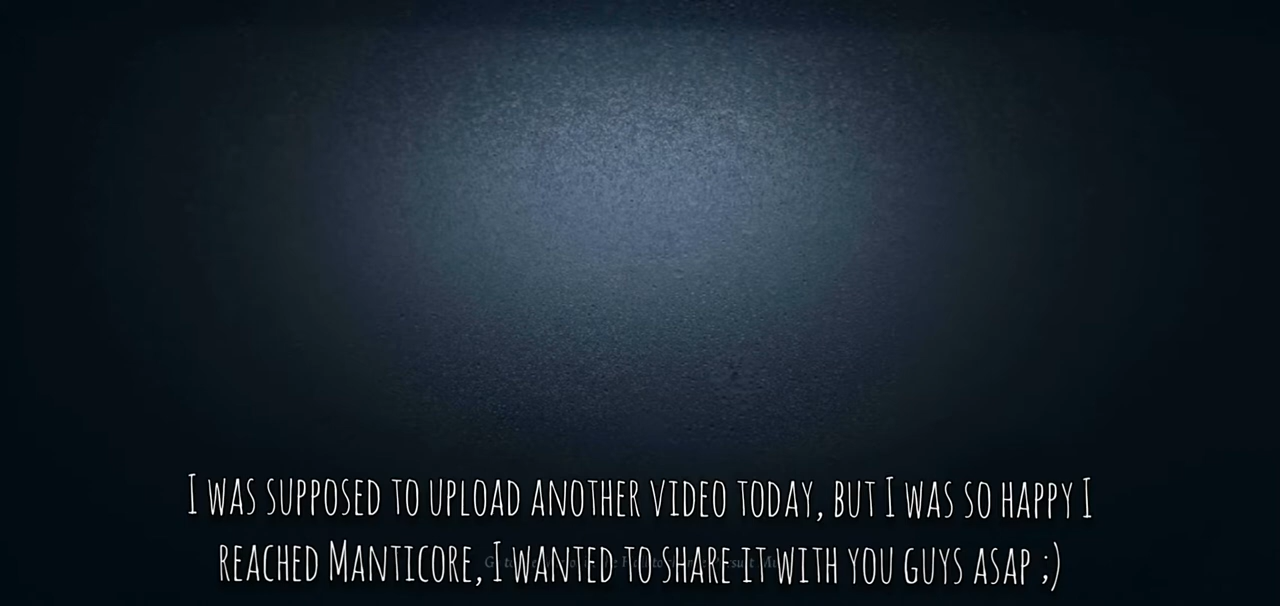 I was supposed to upload another video today, but I was so happy I
reached Manticore, I wanted to share it with you guys asap ;)